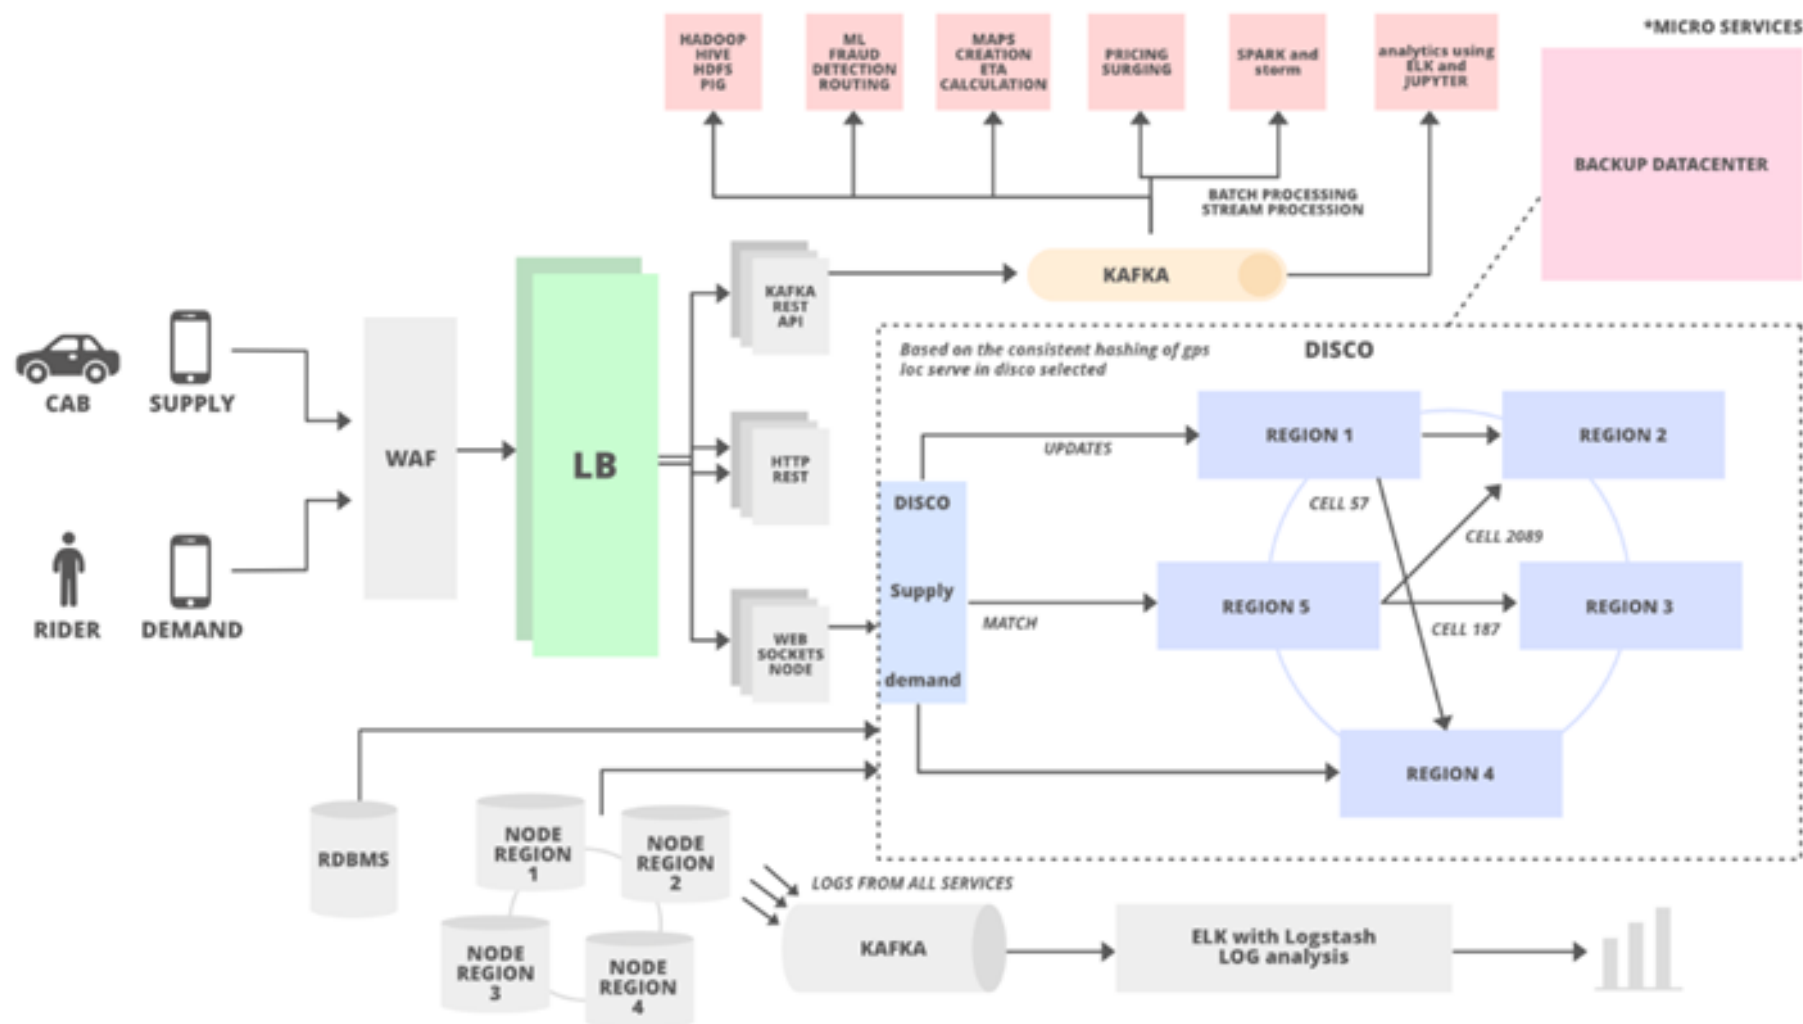 *MICRO SERVICES
HADOOP
HIVE
HDFS
PIG
ML
FRAUD
DETECTION
ROUTING
MAPS
CREATION
ETA
CALCULATION
PRICING
SURGING
SPARK and
storm
analytics using
ELK and
JUPYTER
BACKUP DATACENTER
BATCH PROCESSING
STREAM PROCESSION
KAFKA
REST
API
KAFKA
CAB
SUPPLY
WAF
LB
HTTP
REST
RIDER
DEMAND
WEB
SOCKETS
NODE
Based on the consistent hashing of gps
loc serve in disco selected
DISCO
REGION 1
REGION 2
UPDATES
DISCO
Supply
demand
CELL 57
CELL 2089
MATCH
REGION 5
REGION 3
CELL 187
REGION 4
RDBMS
NODE
REGION
1
NODE
REGION
2
NODE
REGION
3
NODE
REGION
4
LOGS FROM ALL SERVICES
KAFKA
ELK with Logstash
LOG analysis